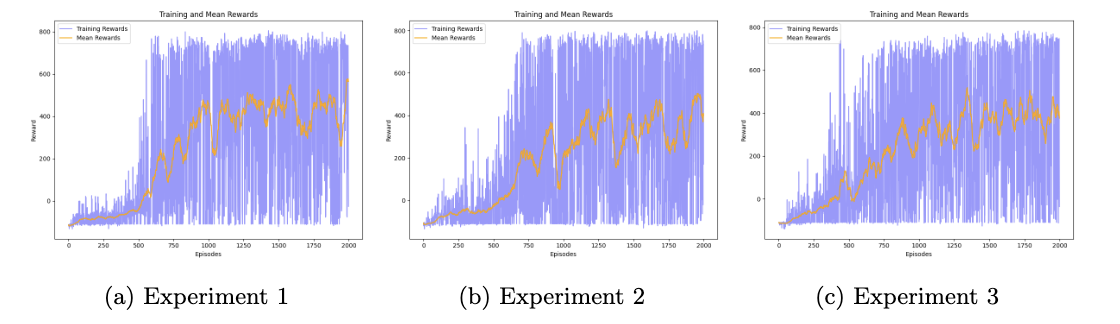 Training and Mean Rewards
Training Rewards
Mean Rewards
800
600
400
200
0
Reward
0 250 500 750 1000 1250 1500 1750 2000
Episodes
(a) Experiment 1
Training and Mean Rewards
Training Rewards
Mean Rewards
800
600
400
200
0
Reward
0 250 500 750 1000 1250 1500 1750 2000
Episodes
(b) Experiment 2
Training and Mean Rewards
Training Rewards
Mean Rewards
800
600
400
200
0
Reward
0 250 500 750 1000 1250 1500 1750 2000
Episodes
(c) Experiment 3